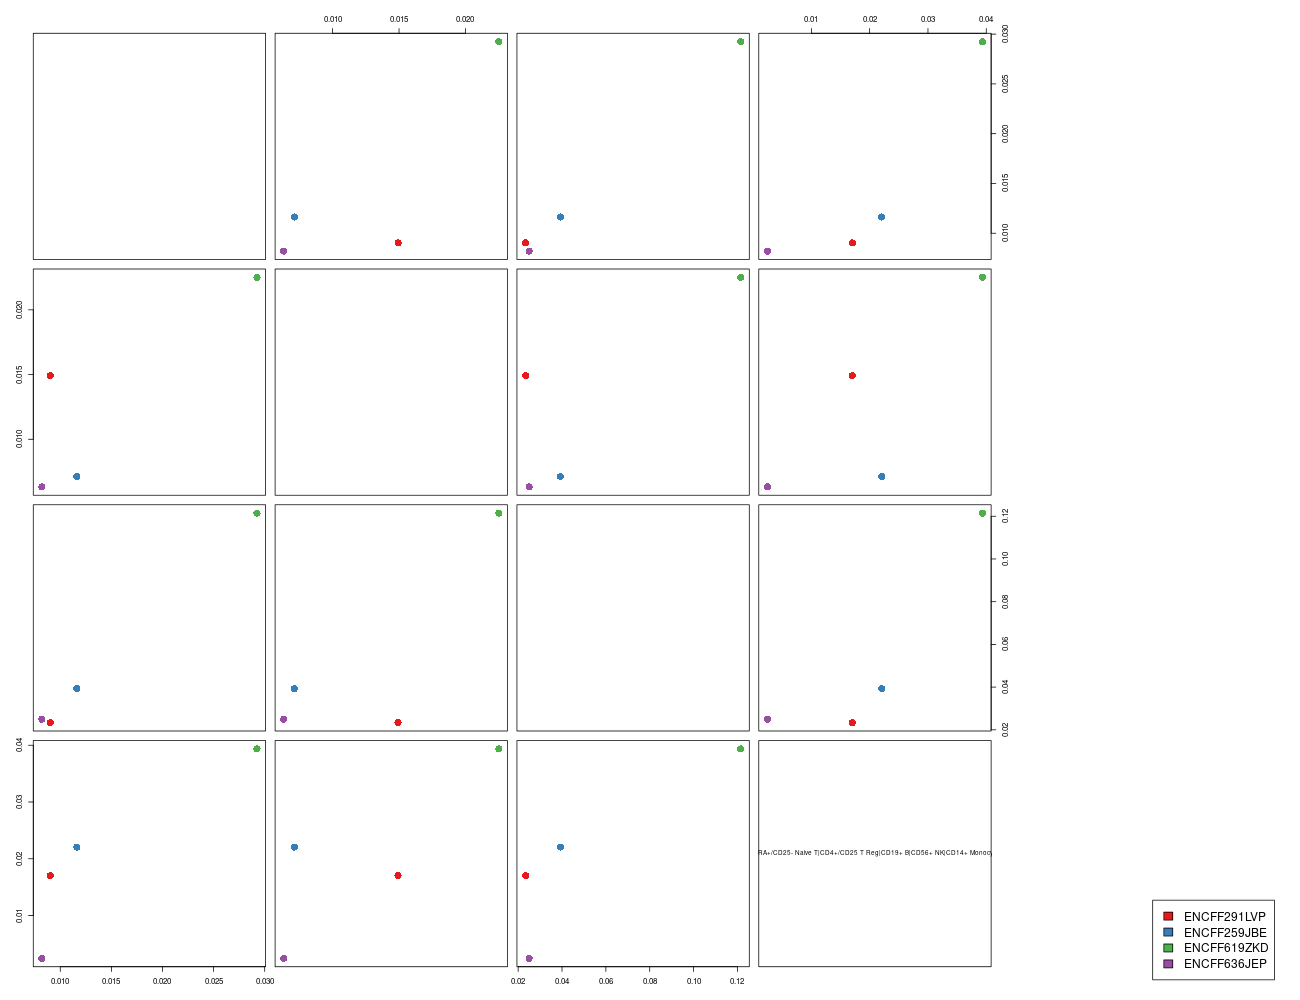 0.010 0.015 0.020 0.01 0.02 0.03 0.04
0.010 0.015 0.020 0.025 0.030
0.010 0.015 0.020
0.02 0.04 0.06 0.08 0.10 0.12
0.01 0.02 0.03 0.04
RA+/CD25- Naive T|CD4+/CD25 T Reg|CD19+ B|CD56+ NK|CD14+ Monocy
0.010 0.015 0.020 0.025 0.030 0.02 0.04 0.06 0.08 0.10 0.12
ENCFF291LVP
ENCFF259JBE
ENCFF619ZKD
ENCFF636JEP